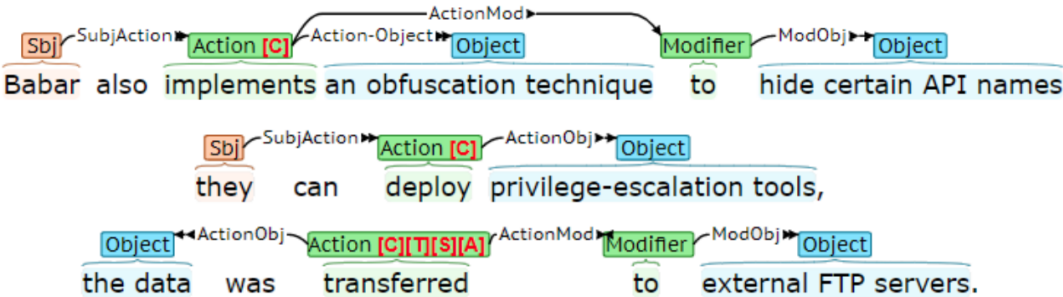 ActionMod
Sbj SubjAction Action [C] Action-Object Object Modifier ModObj Object
Babar also implements an obfuscation technique to hide certain API names
Sbj SubjAction Action [C] ActionObj Object
they can deploy privilege-escalation tools,
Object ActionObj Action [C][T][S][A] ActionMod Modifier ModObj Object
the data was transferred to external FTP servers.